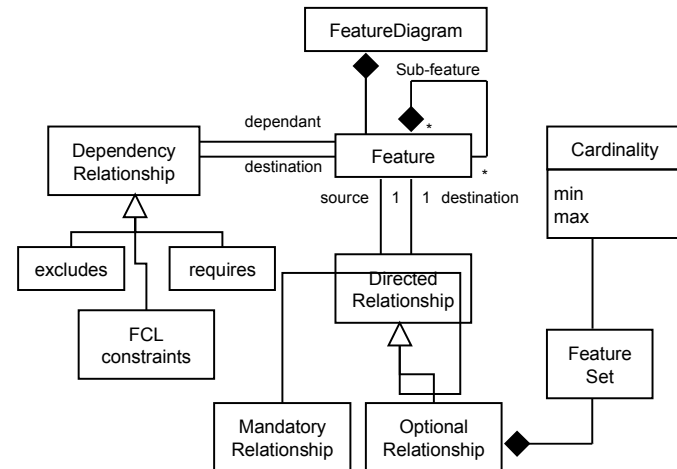 FeatureDiagram
Sub-feature
*
dependant
Dependency
Relationship
destination
Feature
*
Cardinality
min
max
source 1 1 destination
excludes
requires
Directed
Relationship
FCL
constraints
Feature
Set
Mandatory
Relationship
Optional
Relationship